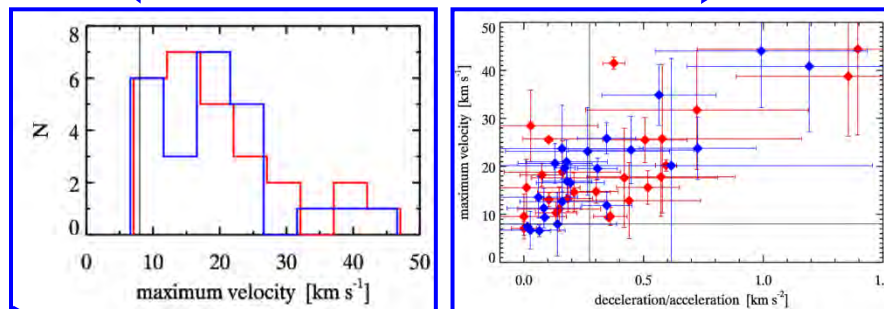 8
6
4
2
0
N
0 10 20 30 40 50
maximum velocity [km s⁻¹]
50
40
30
20
10
0
maximum velocity [km s⁻¹]
0.0 0.5 1.0 1.
deceleration/acceleration [km s⁻²]